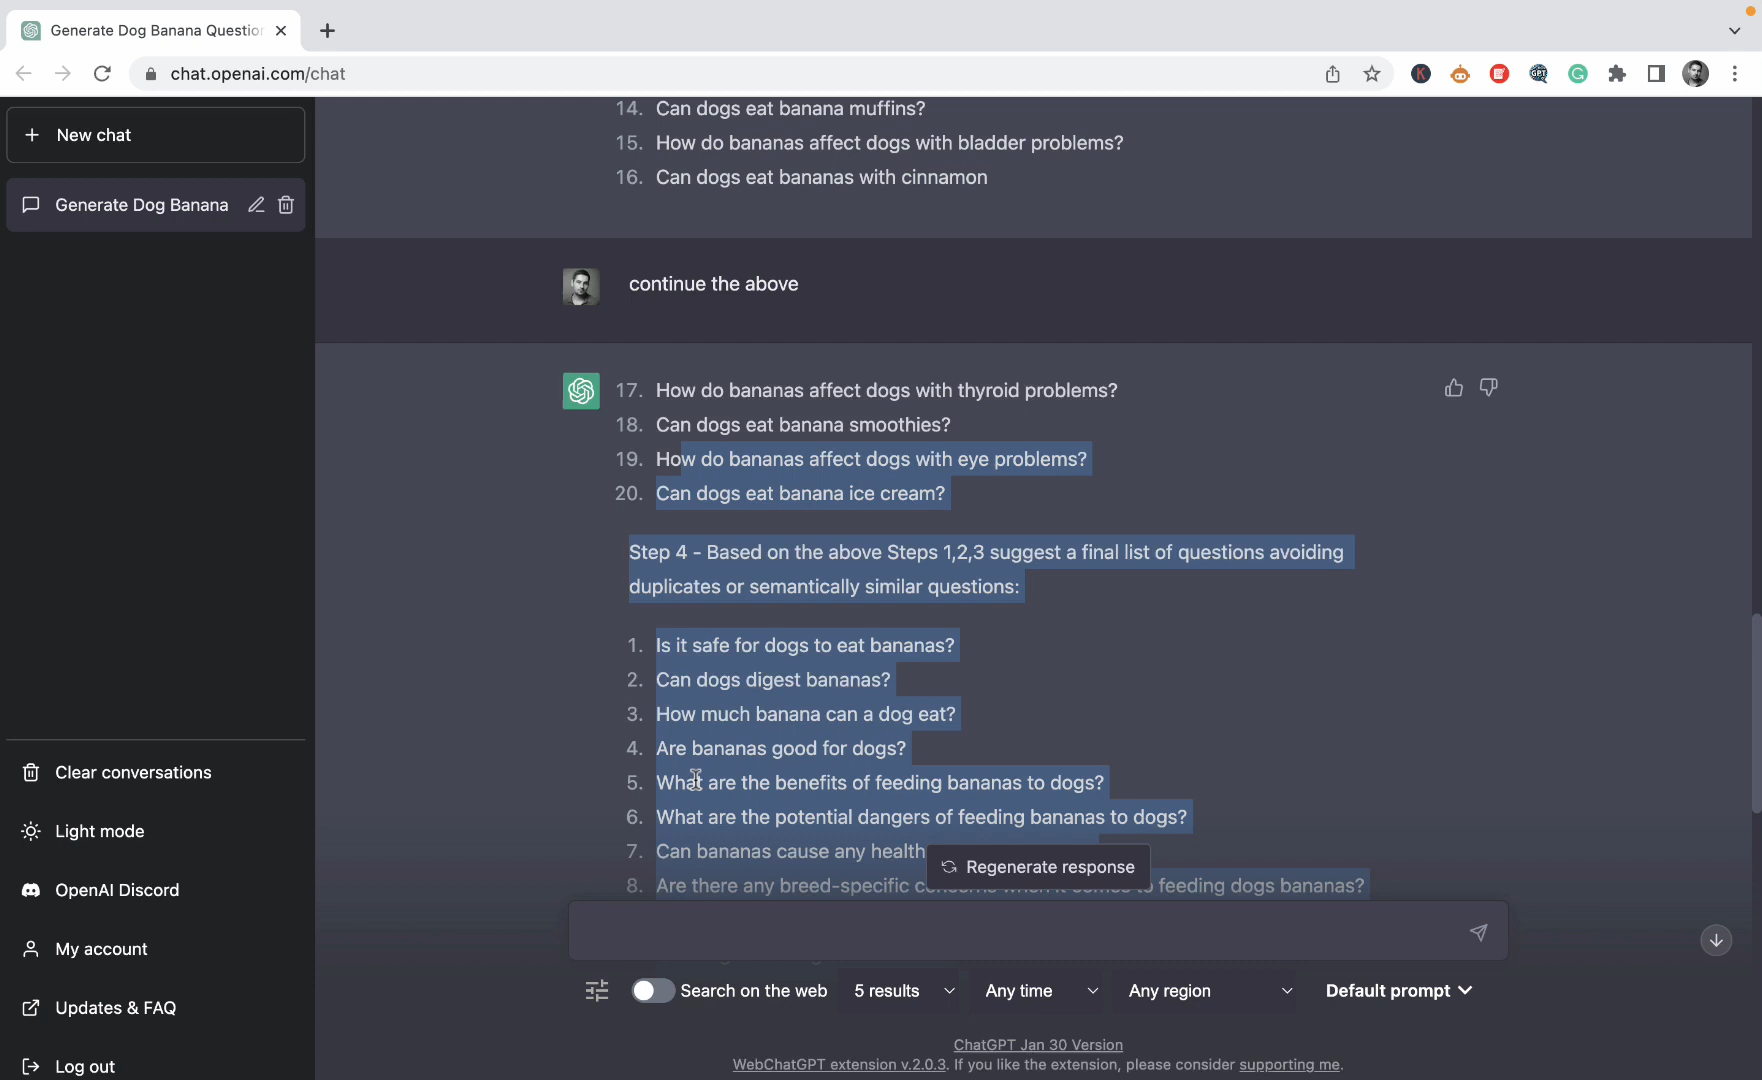 Generate Dog Banana Question
chat.openai.com/chat
K
GPT
G
New chat
Generate Dog Banana
14. Can dogs eat banana muffins?
15. How do bananas affect dogs with bladder problems?
16. Can dogs eat bananas with cinnamon
continue the above
17. How do bananas affect dogs with thyroid problems?
18. Can dogs eat banana smoothies?
19. How do bananas affect dogs with eye problems?
20. Can dogs eat banana ice cream?
Step 4 - Based on the above Steps 1,2,3 suggest a final list of questions avoiding
duplicates or semantically similar questions:
1. Is it safe for dogs to eat bananas?
2. Can dogs digest bananas?
3. How much banana can a dog eat?
4. Are bananas good for dogs?
5. What are the benefits of feeding bananas to dogs?
6. What are the potential dangers of feeding bananas to dogs?
7. Can bananas cause any health
8. Are there any breed-specific concerns when it comes to feeding dogs bananas?
Regenerate response
Clear conversations
Light mode
OpenAI Discord
My account
Updates & FAQ
Log out
Search on the web
5 results
Any time
Any region
Default prompt
ChatGPT Jan 30 Version
WebChatGPT extension v.2.0.3. If you like the extension, please consider supporting me.